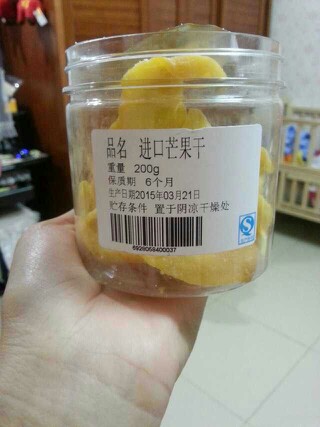 品名 进口芒果干
重量 200g
保质期 6个月
生产日期2015年03月21日
贮存条件 置于阴凉干燥处
6928068400037